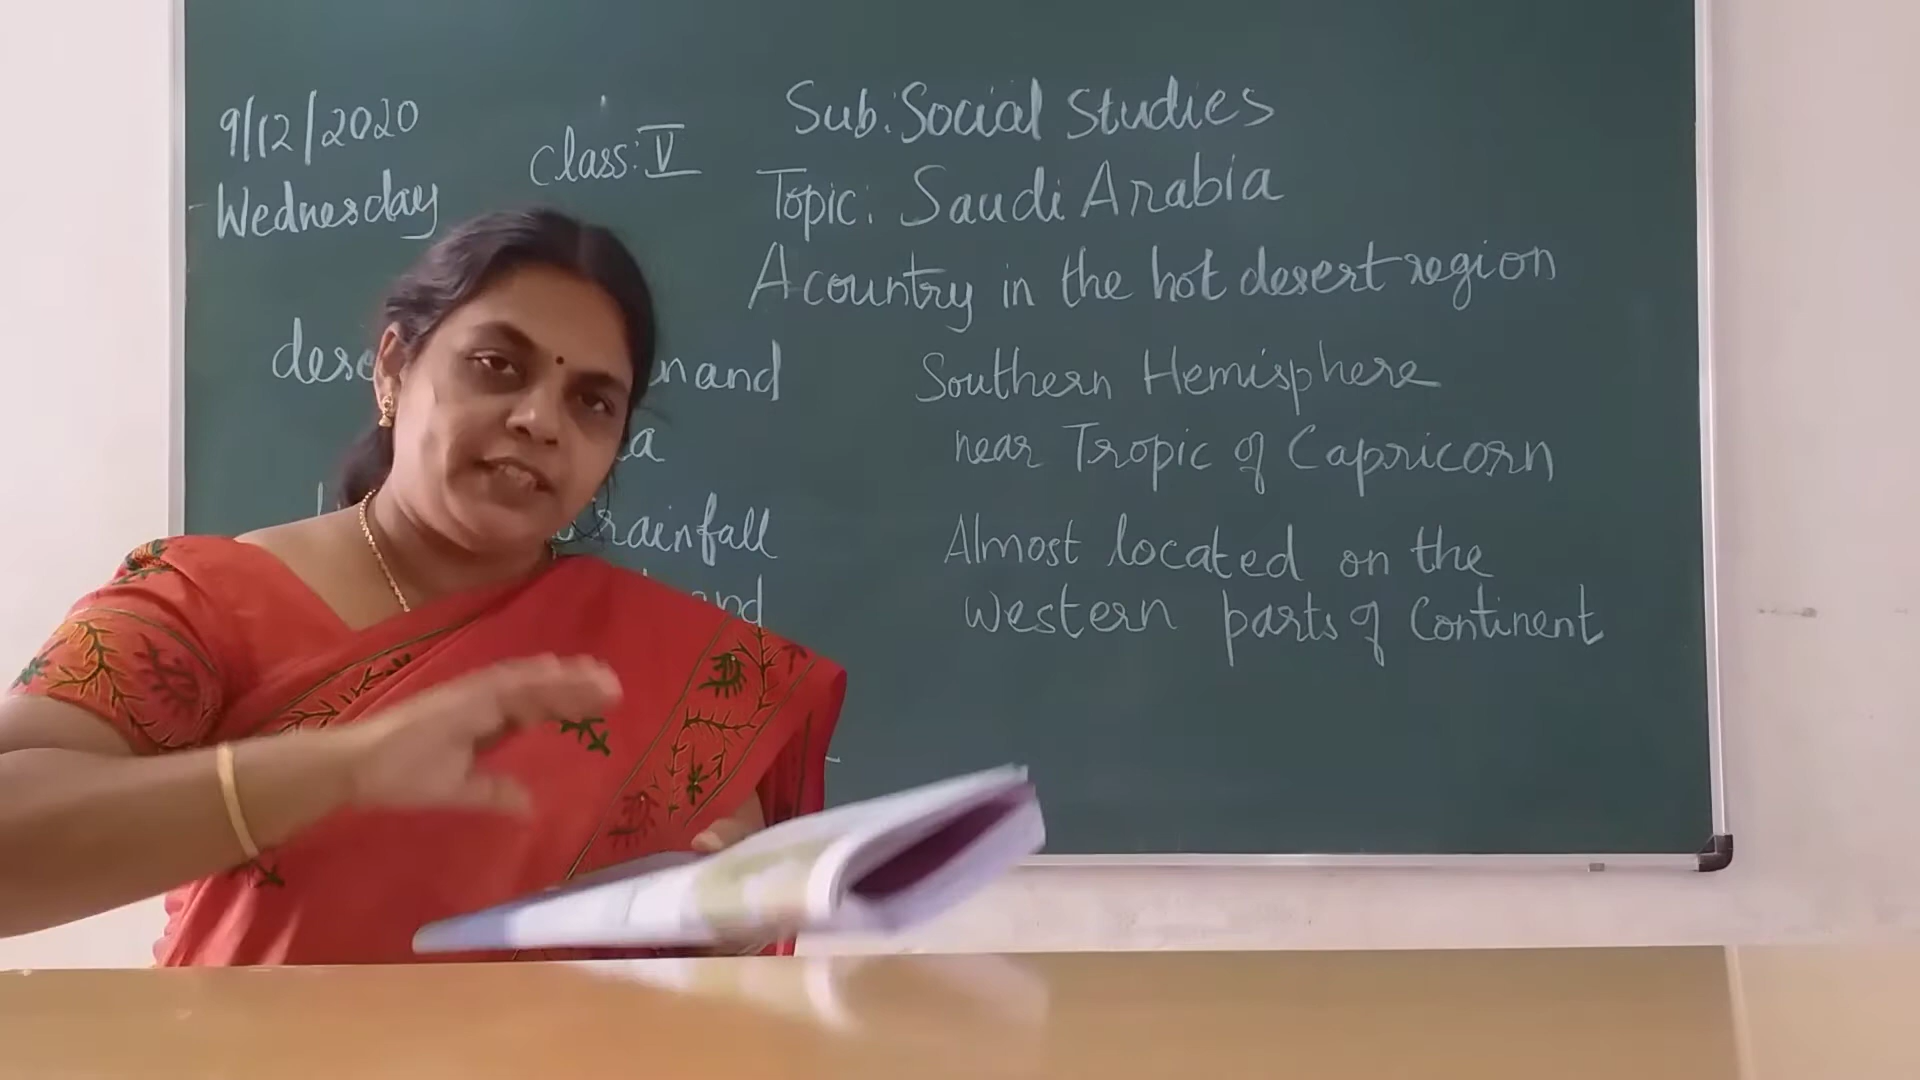 9/12/2020
Wednesday
Class: V
Sub: Social Studies
Topic: Saudi Arabia
A country in the hot desert region
rainfall
Southern Hemisphere
near Tropic of Capricorn
Almost located on the
western parts of Continent